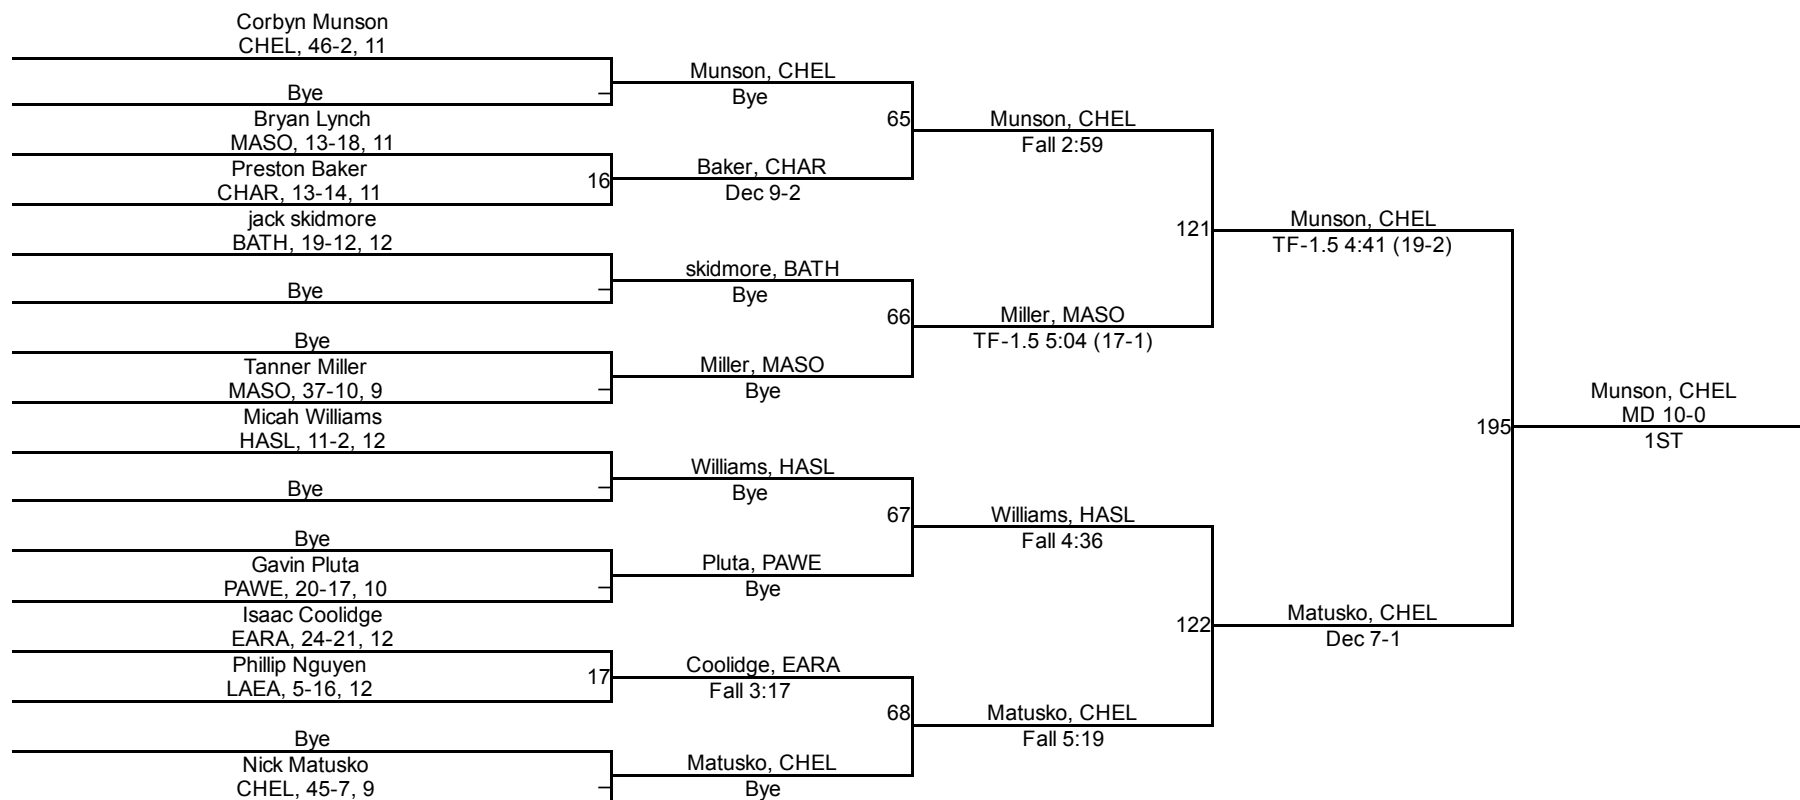 Corbyn Munson
CHEL, 46-2, 11
Bye
Bryan Lynch
MASO, 13-18, 11
Preston Baker
CHAR, 13-14, 11
16
jack skidmore
BATH, 19-12, 12
Bye
Bye
Tanner Miller
MASO, 37-10, 9
Micah Williams
HASL, 11-2, 12
Bye
Bye
Gavin Pluta
PAWE, 20-17, 10
Isaac Coolidge
EARA, 24-21, 12
Phillip Nguyen
LAEA, 5-16, 12
17
Bye
Nick Matusko
CHEL, 45-7, 9
Munson, CHEL
Bye
65
Baker, CHAR
Dec 9-2
skidmore, BATH
Bye
66
Miller, MASO
Bye
Williams, HASL
Bye
67
Pluta, PAWE
Bye
Coolidge, EARA
Fall 3:17
68
Matusko, CHEL
Bye
Munson, CHEL
Fall 2:59
121
Miller, MASO
TF-1.5 5:04 (17-1)
Williams, HASL
Fall 4:36
122
Matusko, CHEL
Fall 5:19
Munson, CHEL
TF-1.5 4:41 (19-2)
195
Matusko, CHEL
Dec 7-1
Munson, CHEL
MD 10-0
1ST